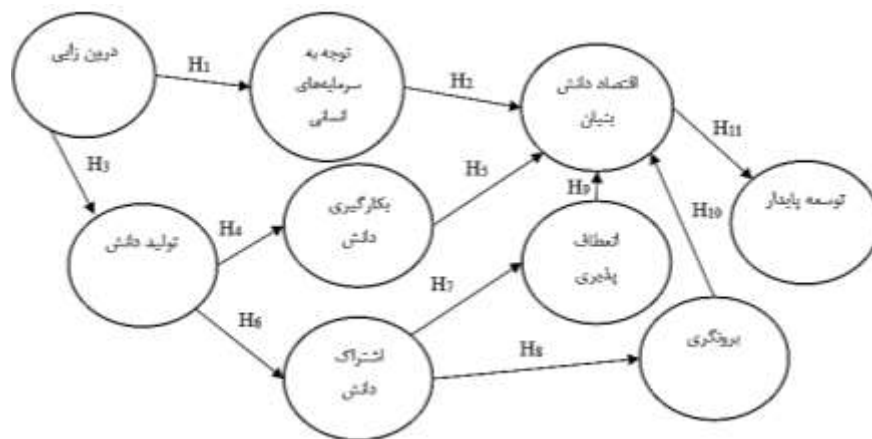 درون زایی
H1
توجه به
سرمایه‌های
انسانی
H2
اقتصاد دانش
بنیان
H11
توسعه پایدار
H3
تولید دانش
H4
بکارگیری
دانش
H5
H9
H10
انعطاف
پذیری
H7
H6
اشتراک
دانش
H8
برونگری